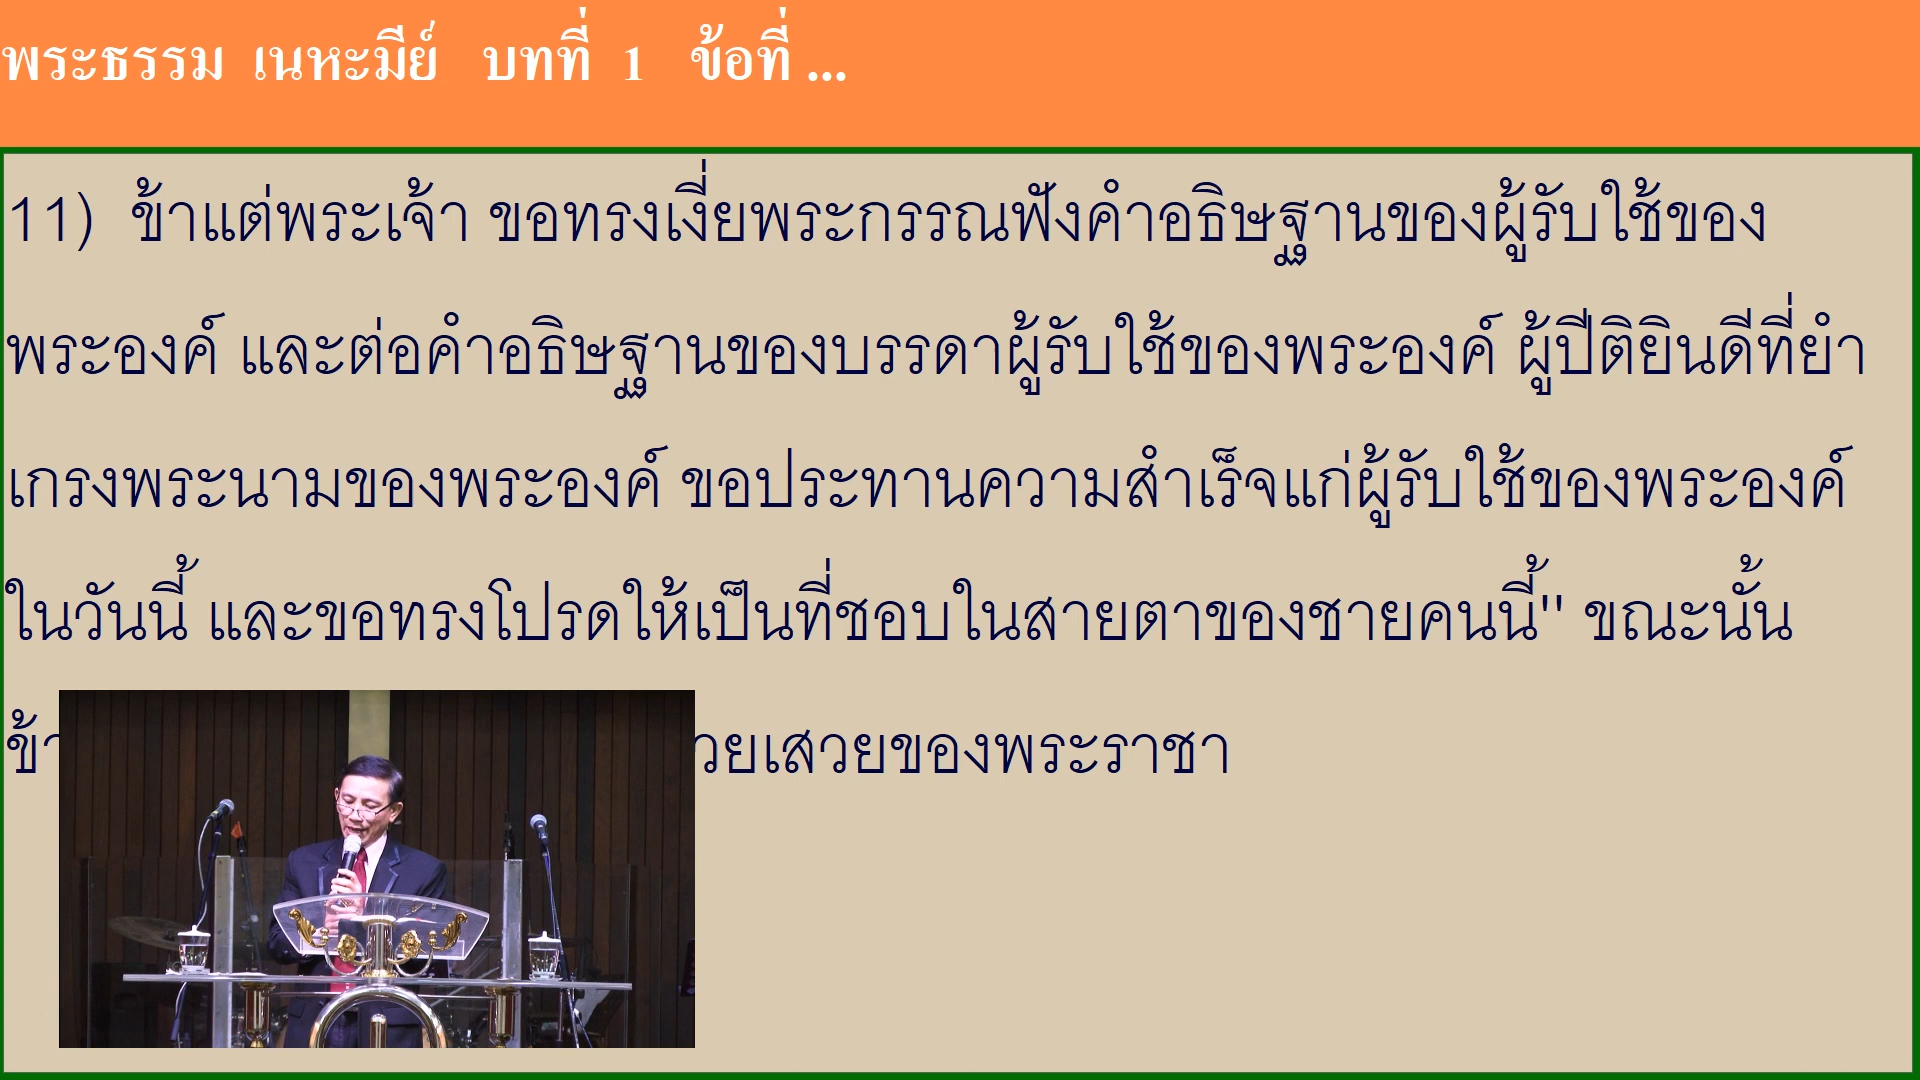 พระธรรม เนหะมีย์ บทที่ 1 ข้อที่ ...
11) ข้าแต่พระเจ้า ขอทรงเงี่ยพระกรรณฟังคำอธิษฐานของผู้รับใช้ของ
พระองค์ และต่อคำอธิษฐานของบรรดาผู้รับใช้ของพระองค์ ผู้ปีติยินดีที่ยำ
เกรงพระนามของพระองค์ ขอประทานความสำเร็จแก่ผู้รับใช้ของพระองค์
ในวันนี้ และขอทรงโปรดให้เป็นที่ชอบในสายตาของชายคนนี้" ขณะนั้น
ข้า วยเสวยของพระราชา